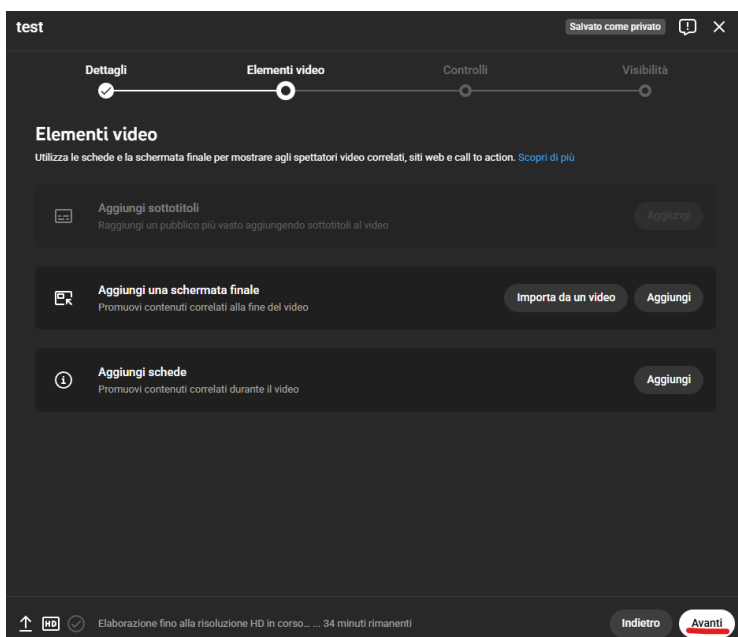 test
Salvato come privato
Dettagli
Elementi video
Controlli
Visibilità
Elementi video
Utilizza le schede e la schermata finale per mostrare agli spettatori video correlati, siti web e call to action. Scopri di più
Aggiungi sottotitoli
Raggiungi un pubblico più vasto aggiungendo sottotitoli al video
Aggiungi
Aggiungi una schermata finale
Promuovi contenuti correlati alla fine del video
Importa da un video
Aggiungi
Aggiungi schede
Promuovi contenuti correlati durante il video
Aggiungi
HD
Elaborazione fino alla risoluzione HD in corso... ... 34 minuti rimanenti
Indietro
Avanti